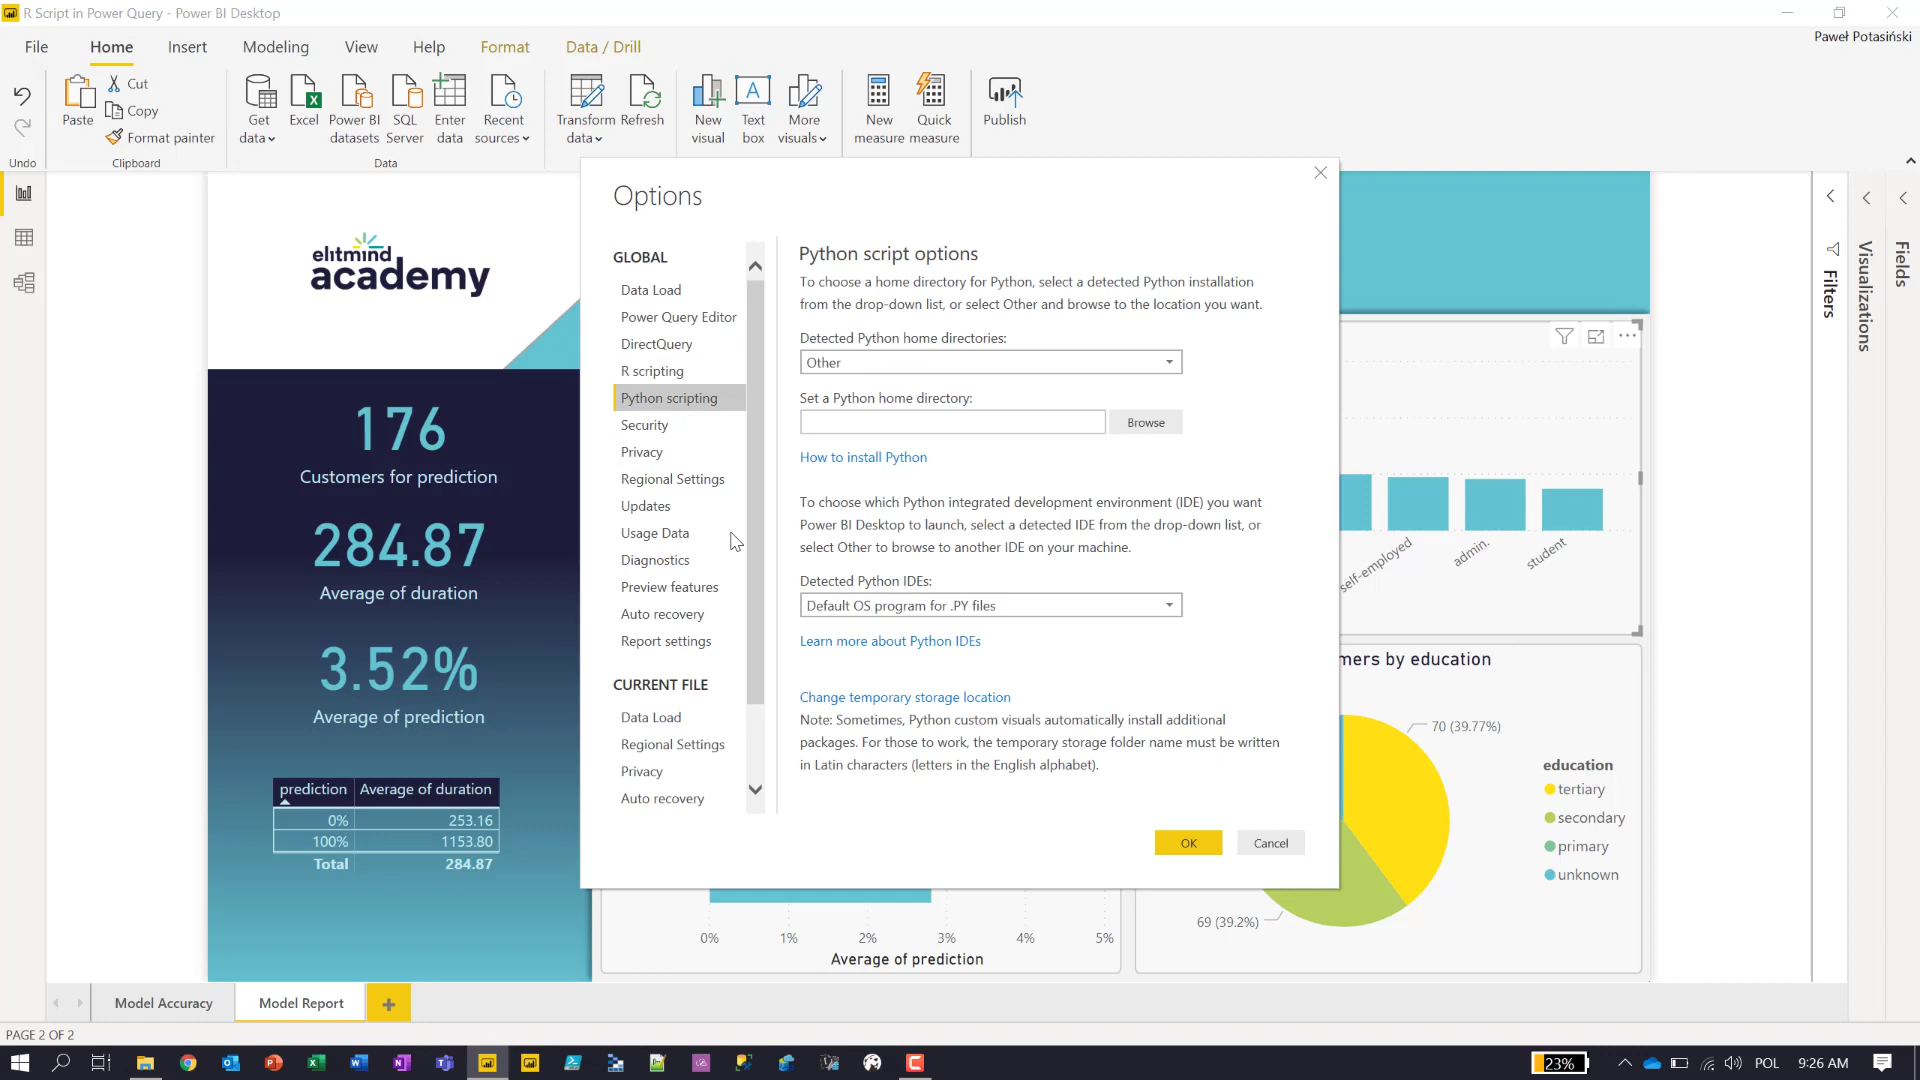 R Script in Power Query - Power BI Desktop
Paweł Potasiński
File Home Insert Modeling View Help Format Data / Drill
Paste
Cut
Copy
Format painter
Get data
Excel
Power BI datasets
SQL Server
Enter data
Recent sources
Transform data
Refresh
New visual
Text box
More visuals
New measure
Quick measure
Publish
Undo
Clipboard
Data
elitmind
academy
176
Customers for prediction
284.87
Average of duration
3.52%
Average of prediction
prediction Average of duration
0% 253.16
100% 1153.80
Total 284.87
Options
GLOBAL
Data Load
Power Query Editor
DirectQuery
R scripting
Python scripting
Security
Privacy
Regional Settings
Updates
Usage Data
Diagnostics
Preview features
Auto recovery
Report settings
CURRENT FILE
Data Load
Regional Settings
Privacy
Auto recovery
Python script options
To choose a home directory for Python, select a detected Python installation
from the drop-down list, or select Other and browse to the location you want.
Detected Python home directories:
Other
Set a Python home directory:
Browse
How to install Python
To choose which Python integrated development environment (IDE) you want
Power BI Desktop to launch, select a detected IDE from the drop-down list, or
select Other to browse to another IDE on your machine.
Detected Python IDEs:
Default OS program for .PY files
Learn more about Python IDEs
Change temporary storage location
Note: Sometimes, Python custom visuals automatically install additional
packages. For those to work, the temporary storage folder name must be written
in Latin characters (letters in the English alphabet).
OK
Cancel
self-employed
admin.
student
mers by education
70 (39.77%)
69 (39.2%)
education
tertiary
secondary
primary
unknown
0% 1% 2% 3% 4% 5%
Average of prediction
Filters
Visualizations
Fields
Model Accuracy
Model Report
PAGE 2 OF 2
23%
POL
9:26 AM